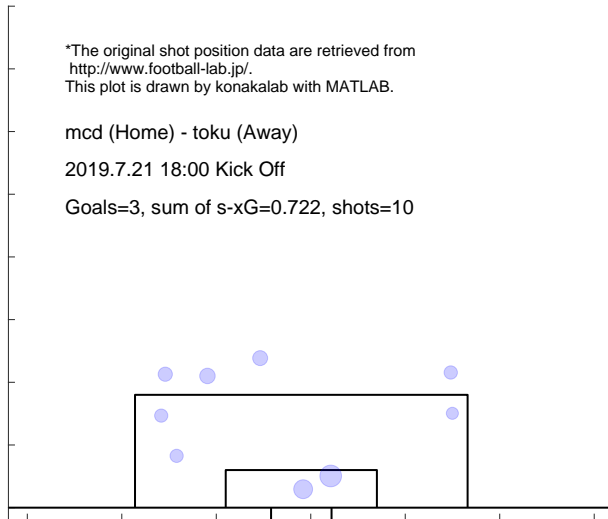 *The original shot position data are retrieved from
http://www.football-lab.jp/.
This plot is drawn by konakalab with MATLAB.
mcd (Home) - toku (Away)
2019.7.21 18:00 Kick Off
Goals=3, sum of s-xG=0.722, shots=10